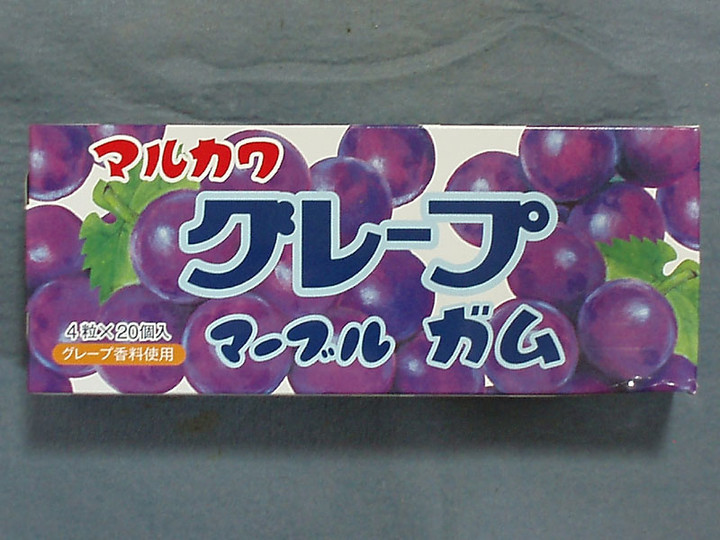 マルカワ
グレープ
マーブル ガム
4粒×20個入
グレープ香料使用